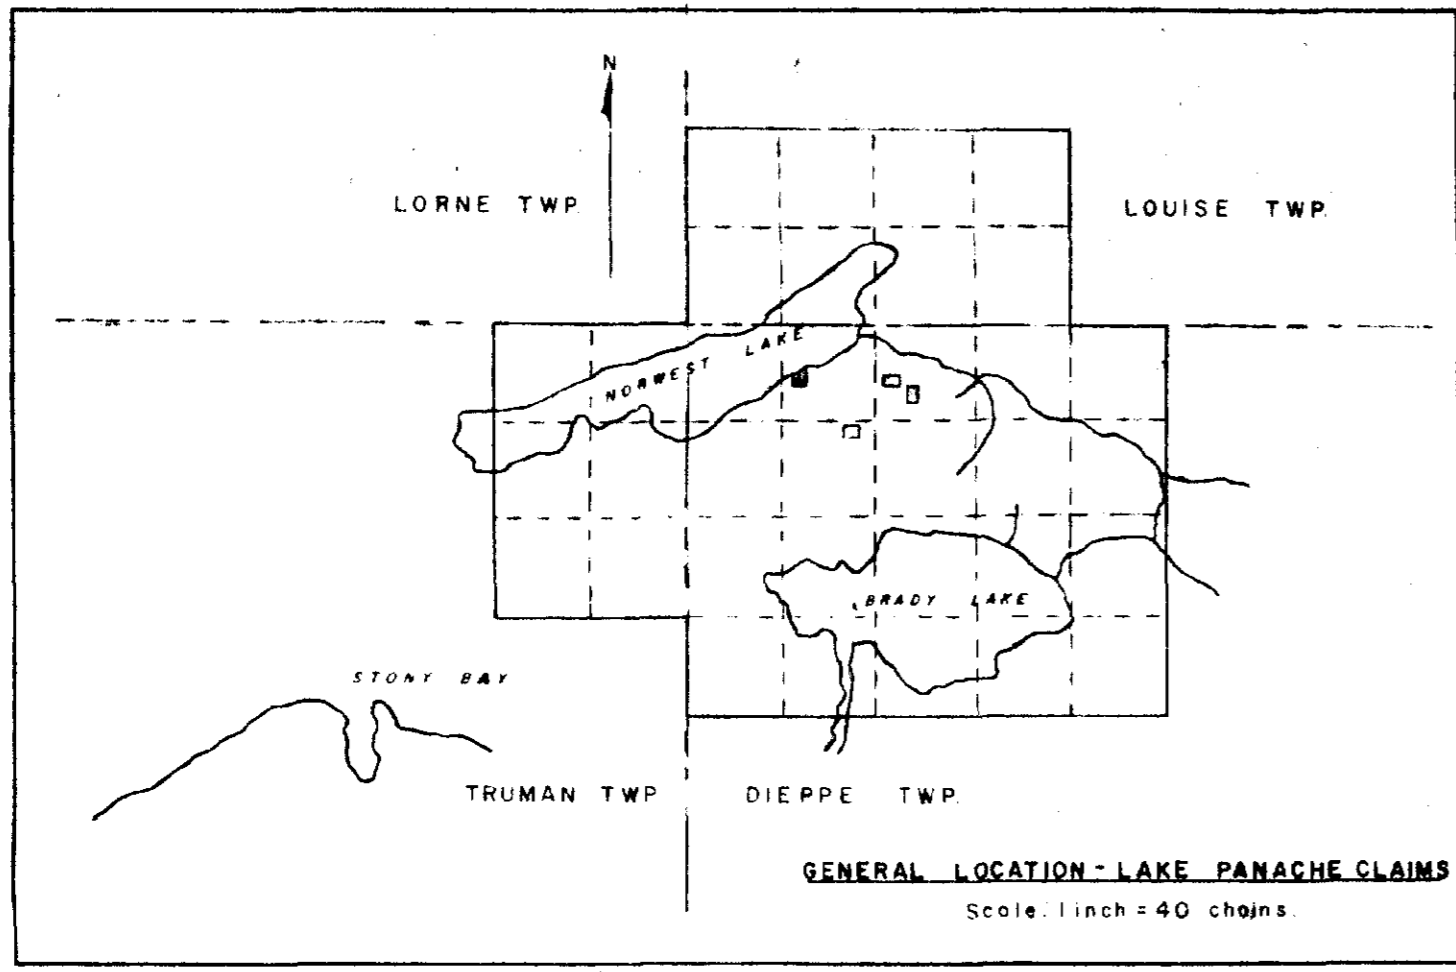 N
LORNE TWP.
LOUISE TWP.
NORWEST LAKE
BRADY LAKE
STONY BAY
TRUMAN TWP
DIEPPE TWP.
GENERAL LOCATION - LAKE PANACHE CLAIMS
Scale: 1 inch = 40 chains.